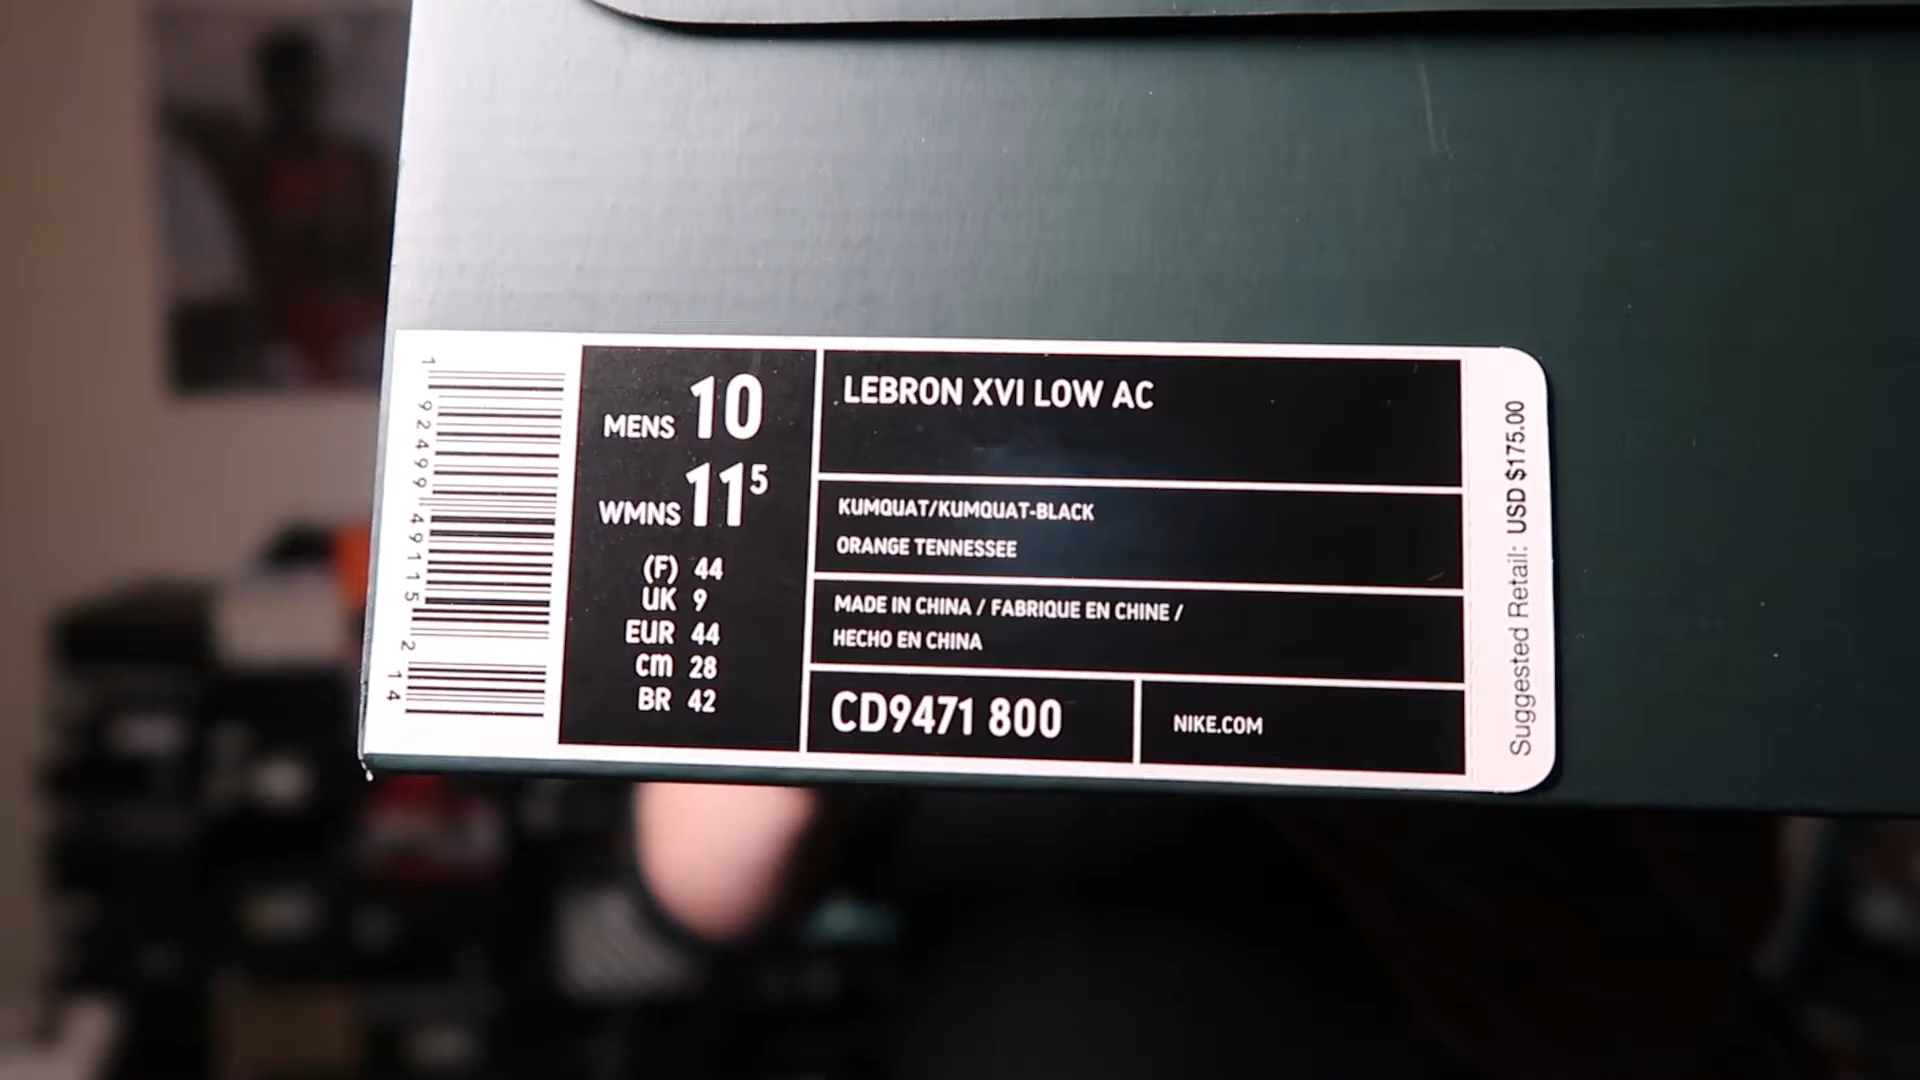 1 92499 49115 2 14
MENS 10
WMNS 11⁵
(F) 44
UK 9
EUR 44
cm 28
BR 42
LEBRON XVI LOW AC
KUMQUAT/KUMQUAT-BLACK
ORANGE TENNESSEE
MADE IN CHINA / FABRIQUE EN CHINE /
HECHO EN CHINA
CD9471 800
NIKE.COM
Suggested Retail: USD $175.00